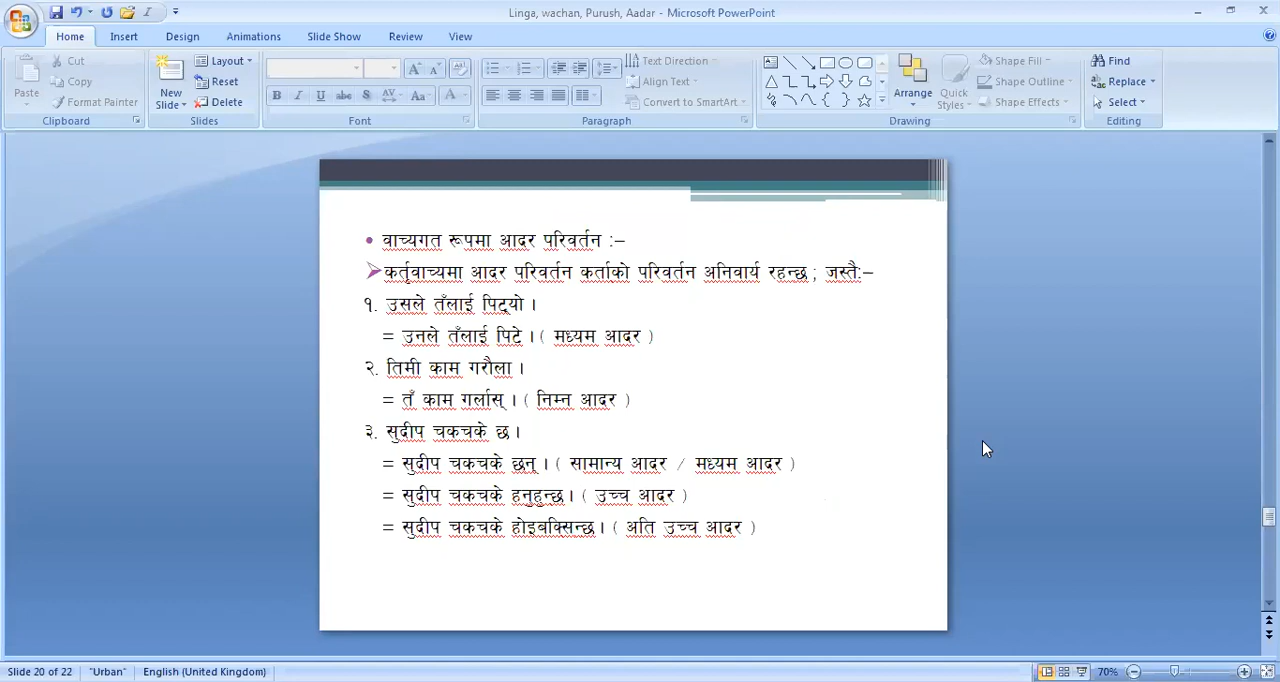 Linga, wachan, Purush, Aadar - Microsoft PowerPoint
Home Insert Design Animations Slide Show Review View
Cut Layout Text Direction Shape Fill Find
Paste Copy New Slide Reset Align Text Arrange Quick Styles Shape Outline Replace
Format Painter Delete B I U abc S AV Aa A Convert to SmartArt Shape Effects Select
Clipboard Slides Font Paragraph Drawing Editing
• वाच्यगत रूपमा आदर परिवर्तन :–
➢कर्तृवाच्यमा आदर परिवर्तन कर्ताको परिवर्तन अनिवार्य रहन्छ ; जस्तै:–
१. उसले तँलाई पिट्यो ।
= उनले तँलाई पिटे । ( मध्यम आदर )
२. तिमी काम गरौला ।
= तँ काम गर्लास् । ( निम्न आदर )
३. सुदीप चकचके छ ।
= सुदीप चकचके छन् । ( सामान्य आदर / मध्यम आदर )
= सुदीप चकचके हनुहुन्छ । ( उच्च आदर )
= सुदीप चकचके होइबक्सिन्छ । ( अति उच्च आदर )
Slide 20 of 22 "Urban" English (United Kingdom) 70%